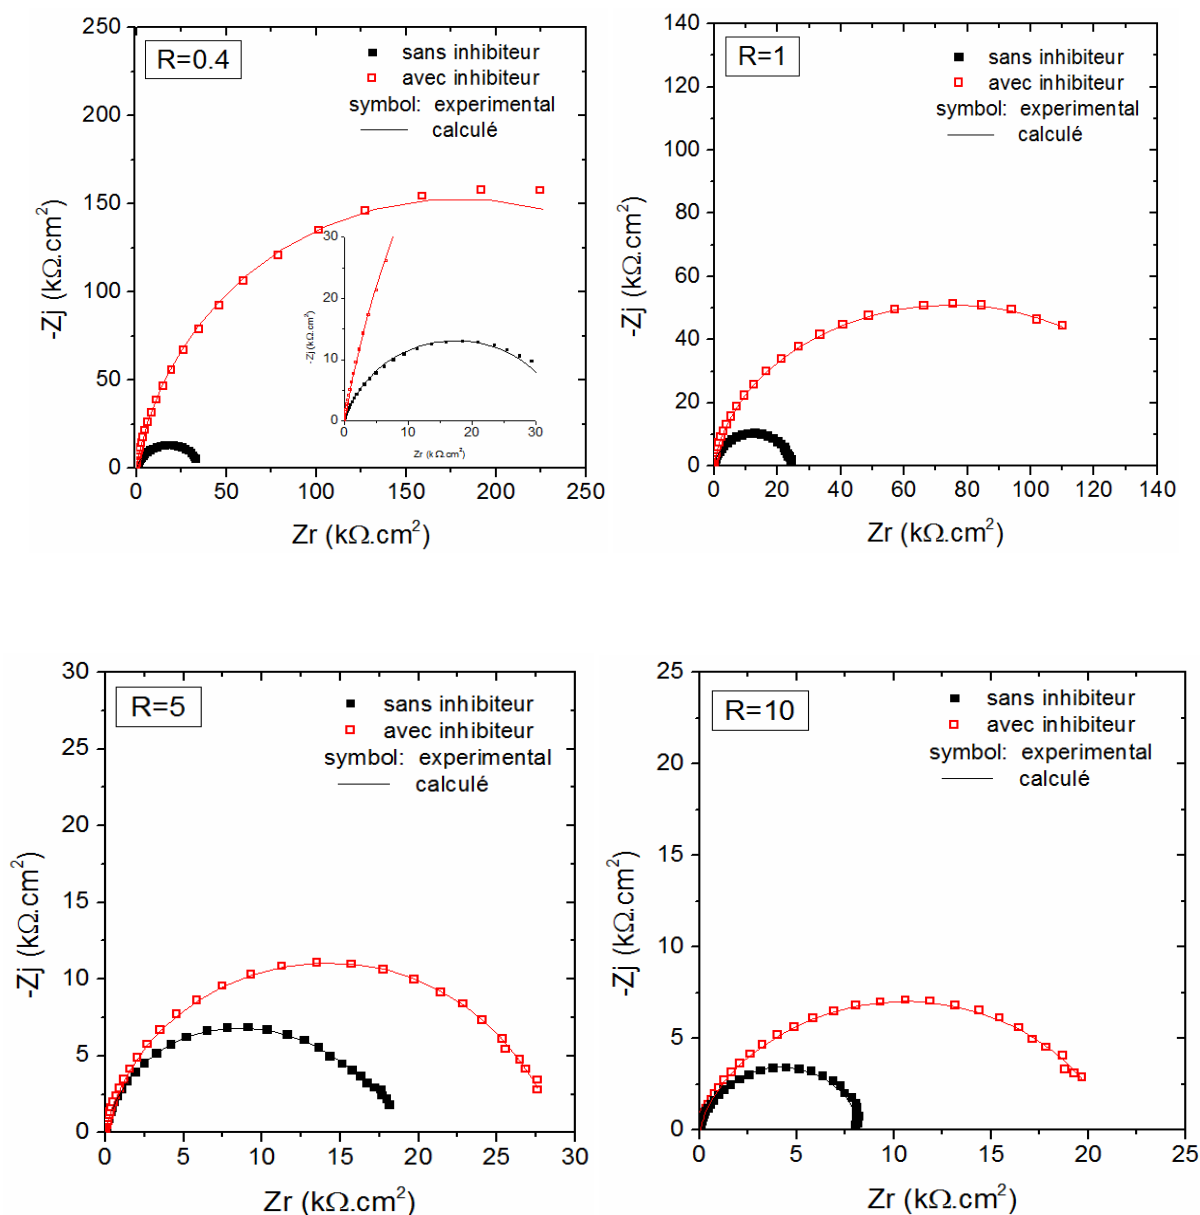 R=0.4
sans inhibiteur
avec inhibiteur
symbol: experimental
calculé
250
200
150
100
50
0
-Zj (kΩ.cm²)
0 50 100 150 200 250
Zr (kΩ.cm²)
30
20
10
0
-Zj (kΩ.cm²)
0 10 20 30
Zr (kΩ.cm²)
R=1
sans inhibiteur
avec inhibiteur
symbol: experimental
calculé
140
120
100
80
60
40
20
0
-Zj (kΩ.cm²)
0 20 40 60 80 100 120 140
Zr (kΩ.cm²)
R=5
sans inhibiteur
avec inhibiteur
symbol: experimental
calculé
30
25
20
15
10
5
0
-Zj (kΩ.cm²)
0 5 10 15 20 25 30
Zr (kΩ.cm²)
R=10
sans inhibiteur
avec inhibiteur
symbol: experimental
calculé
25
20
15
10
5
0
-Zj (kΩ.cm²)
0 5 10 15 20 25
Zr (kΩ.cm²)